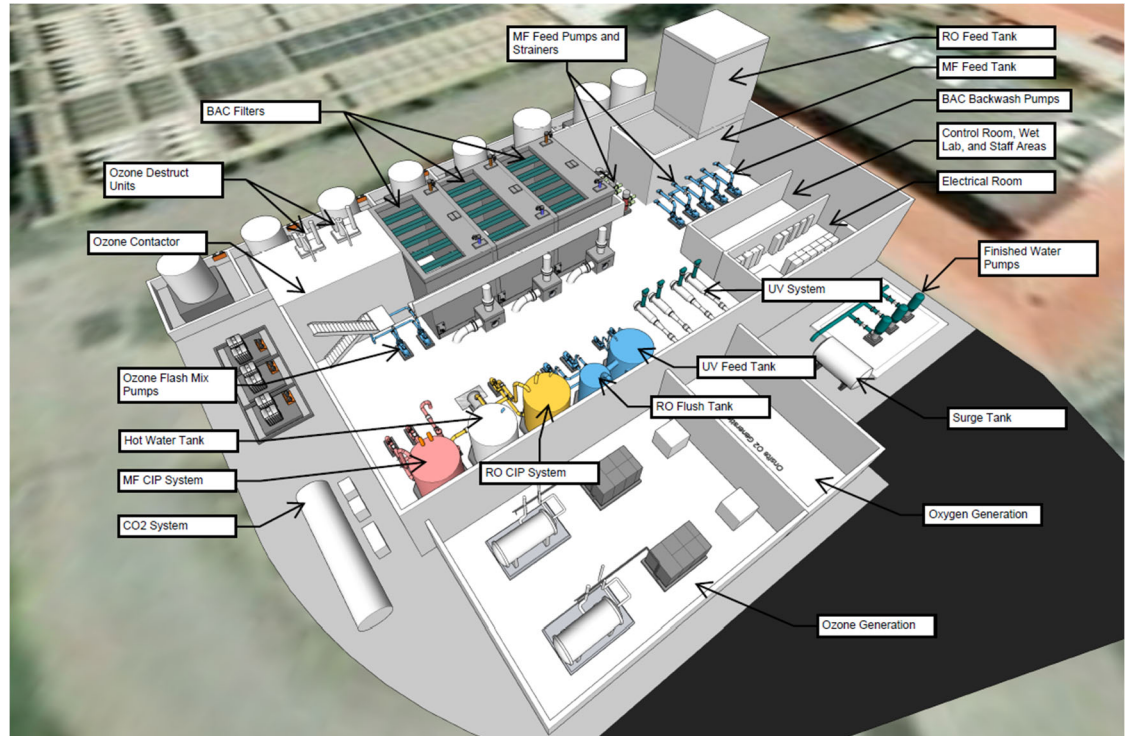 MF Feed Pumps and
Strainers
RO Feed Tank
MF Feed Tank
BAC Filters
BAC Backwash Pumps
Control Room, Wet
Lab, and Staff Areas
Ozone Destruct
Units
Electrical Room
Ozone Contactor
Finished Water
Pumps
UV System
Ozone Flash Mix
Pumps
UV Feed Tank
RO Flush Tank
Surge Tank
Hot Water Tank
RO CIP System
MF CIP System
Onsite O2 Generation
CO2 System
Oxygen Generation
Ozone Generation